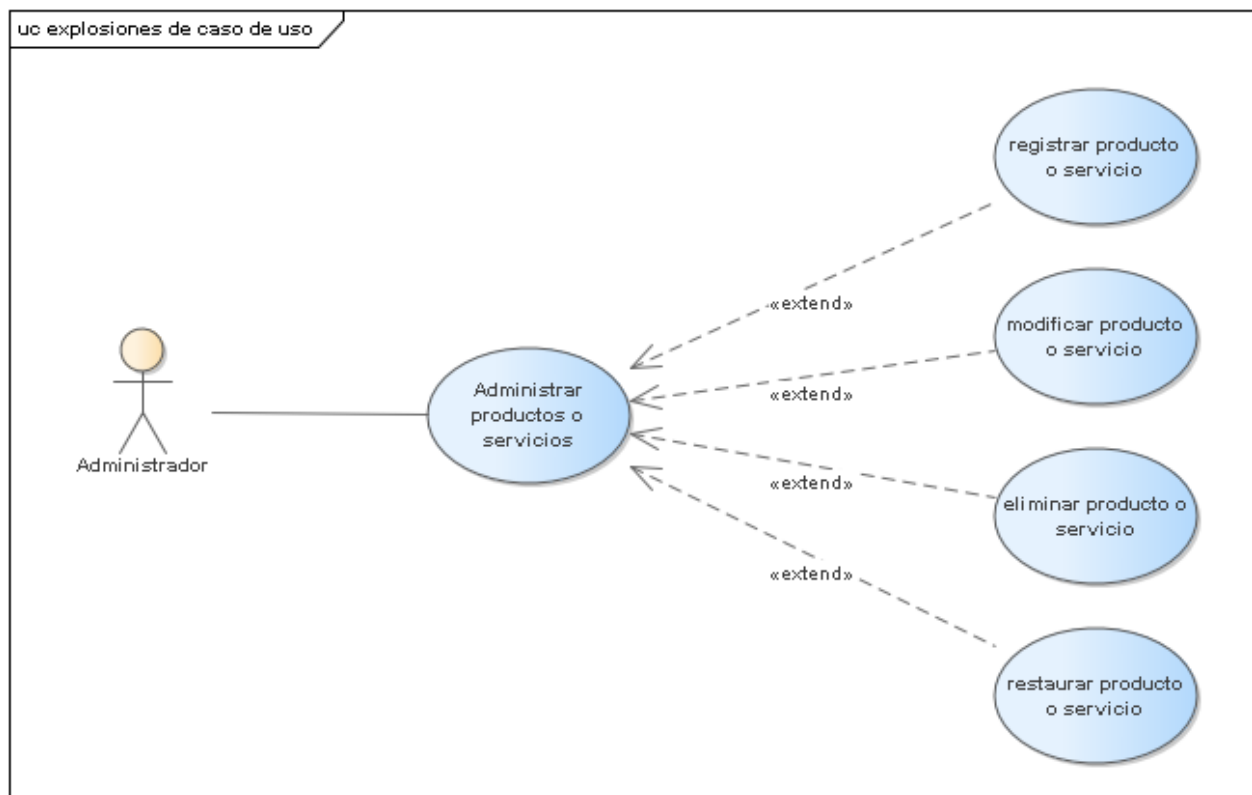 uc explosiones de caso de uso
registrar producto
o servicio
«extend»
modificar producto
o servicio
«extend»
Administrar
productos o
servicios
Administrador
«extend»
eliminar producto o
servicio
«extend»
restaurar producto
o servicio